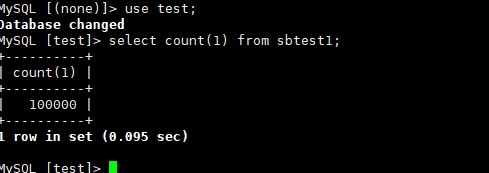 MySQL [(none)]> use test;
Database changed
MySQL [test]> select count(1) from sbtest1;
+----------+
| count(1) |
+----------+
|   100000 |
+----------+
1 row in set (0.095 sec)
MySQL [test]>